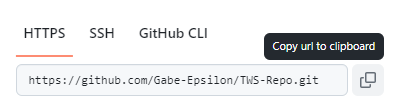 HTTPS SSH GitHub CLI
Copy url to clipboard
https://github.com/Gabe-Epsilon/TWS-Repo.git